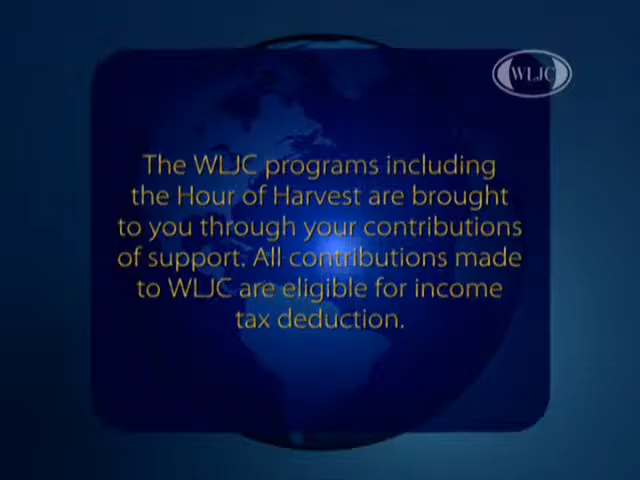 WLJC
The WLJC programs including
the Hour of Harvest are brought
to you through your contributions
of support. All contributions made
to WLJC are eligible for income
tax deduction.